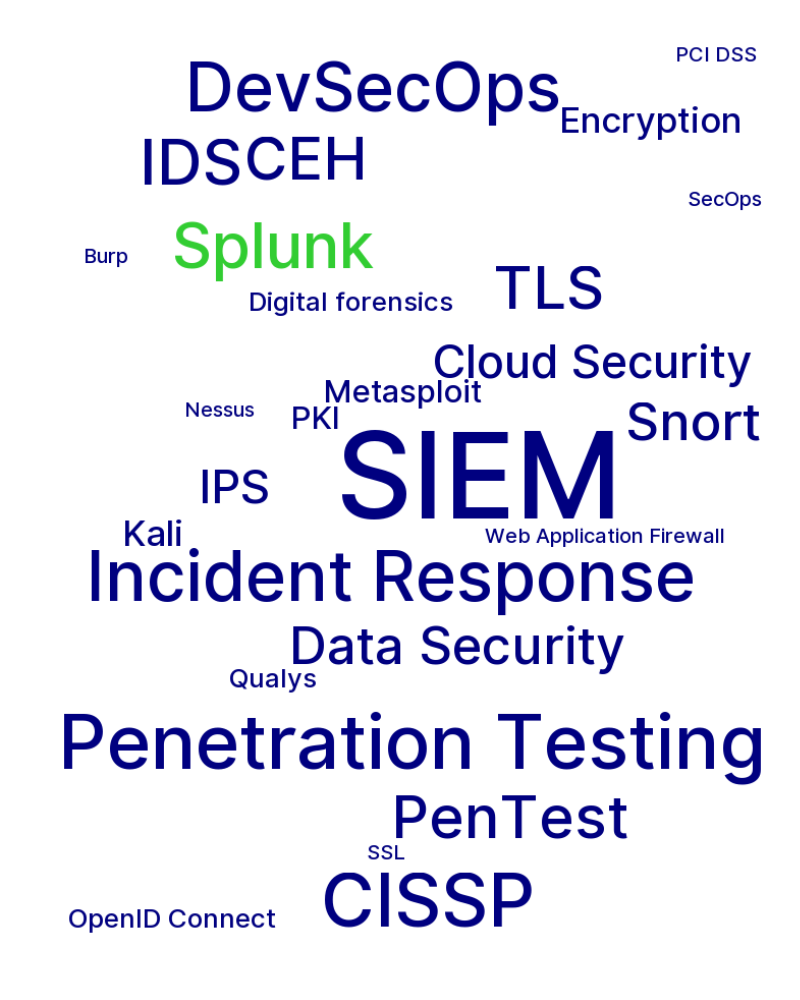 PCI DSS
DevSecOps
Encryption
IDS
CEH
SecOps
Splunk
Burp
TLS
Digital forensics
Cloud Security
Metasploit
Nessus
PKI
Snort
SIEM
IPS
Kali
Web Application Firewall
Incident Response
Data Security
Qualys
Penetration Testing
PenTest
SSL
CISSP
OpenID Connect